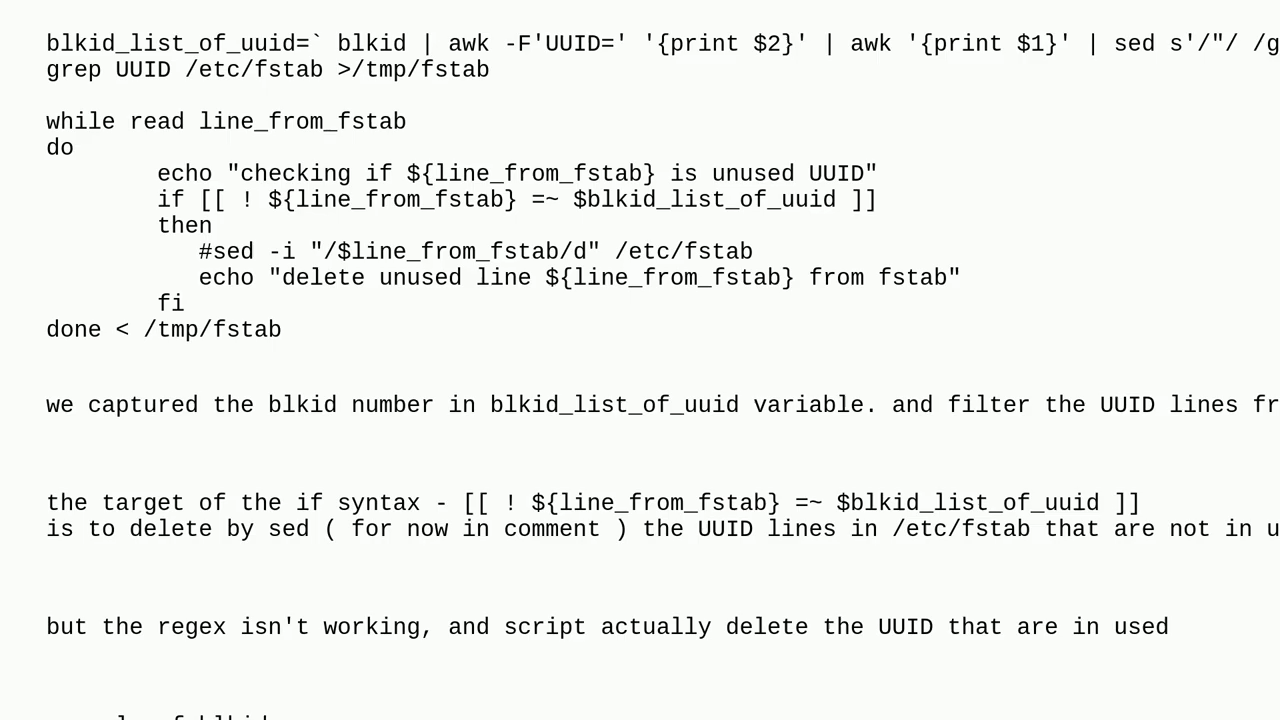 blkid_list_of_uuid=` blkid | awk -F'UUID=' '{print $2}' | awk '{print $1}' | sed s'/"/ /g
grep UUID /etc/fstab >/tmp/fstab
while read line_from_fstab
do
echo "checking if ${line_from_fstab} is unused UUID"
if [[ ! ${line_from_fstab} =~ $blkid_list_of_uuid ]]
then
#sed -i "/$line_from_fstab/d" /etc/fstab
echo "delete unused line ${line_from_fstab} from fstab"
fi
done < /tmp/fstab
we captured the blkid number in blkid_list_of_uuid variable. and filter the UUID lines fr
the target of the if syntax - [[ ! ${line_from_fstab} =~ $blkid_list_of_uuid ]]
is to delete by sed ( for now in comment ) the UUID lines in /etc/fstab that are not in u
but the regex isn't working, and script actually delete the UUID that are in used